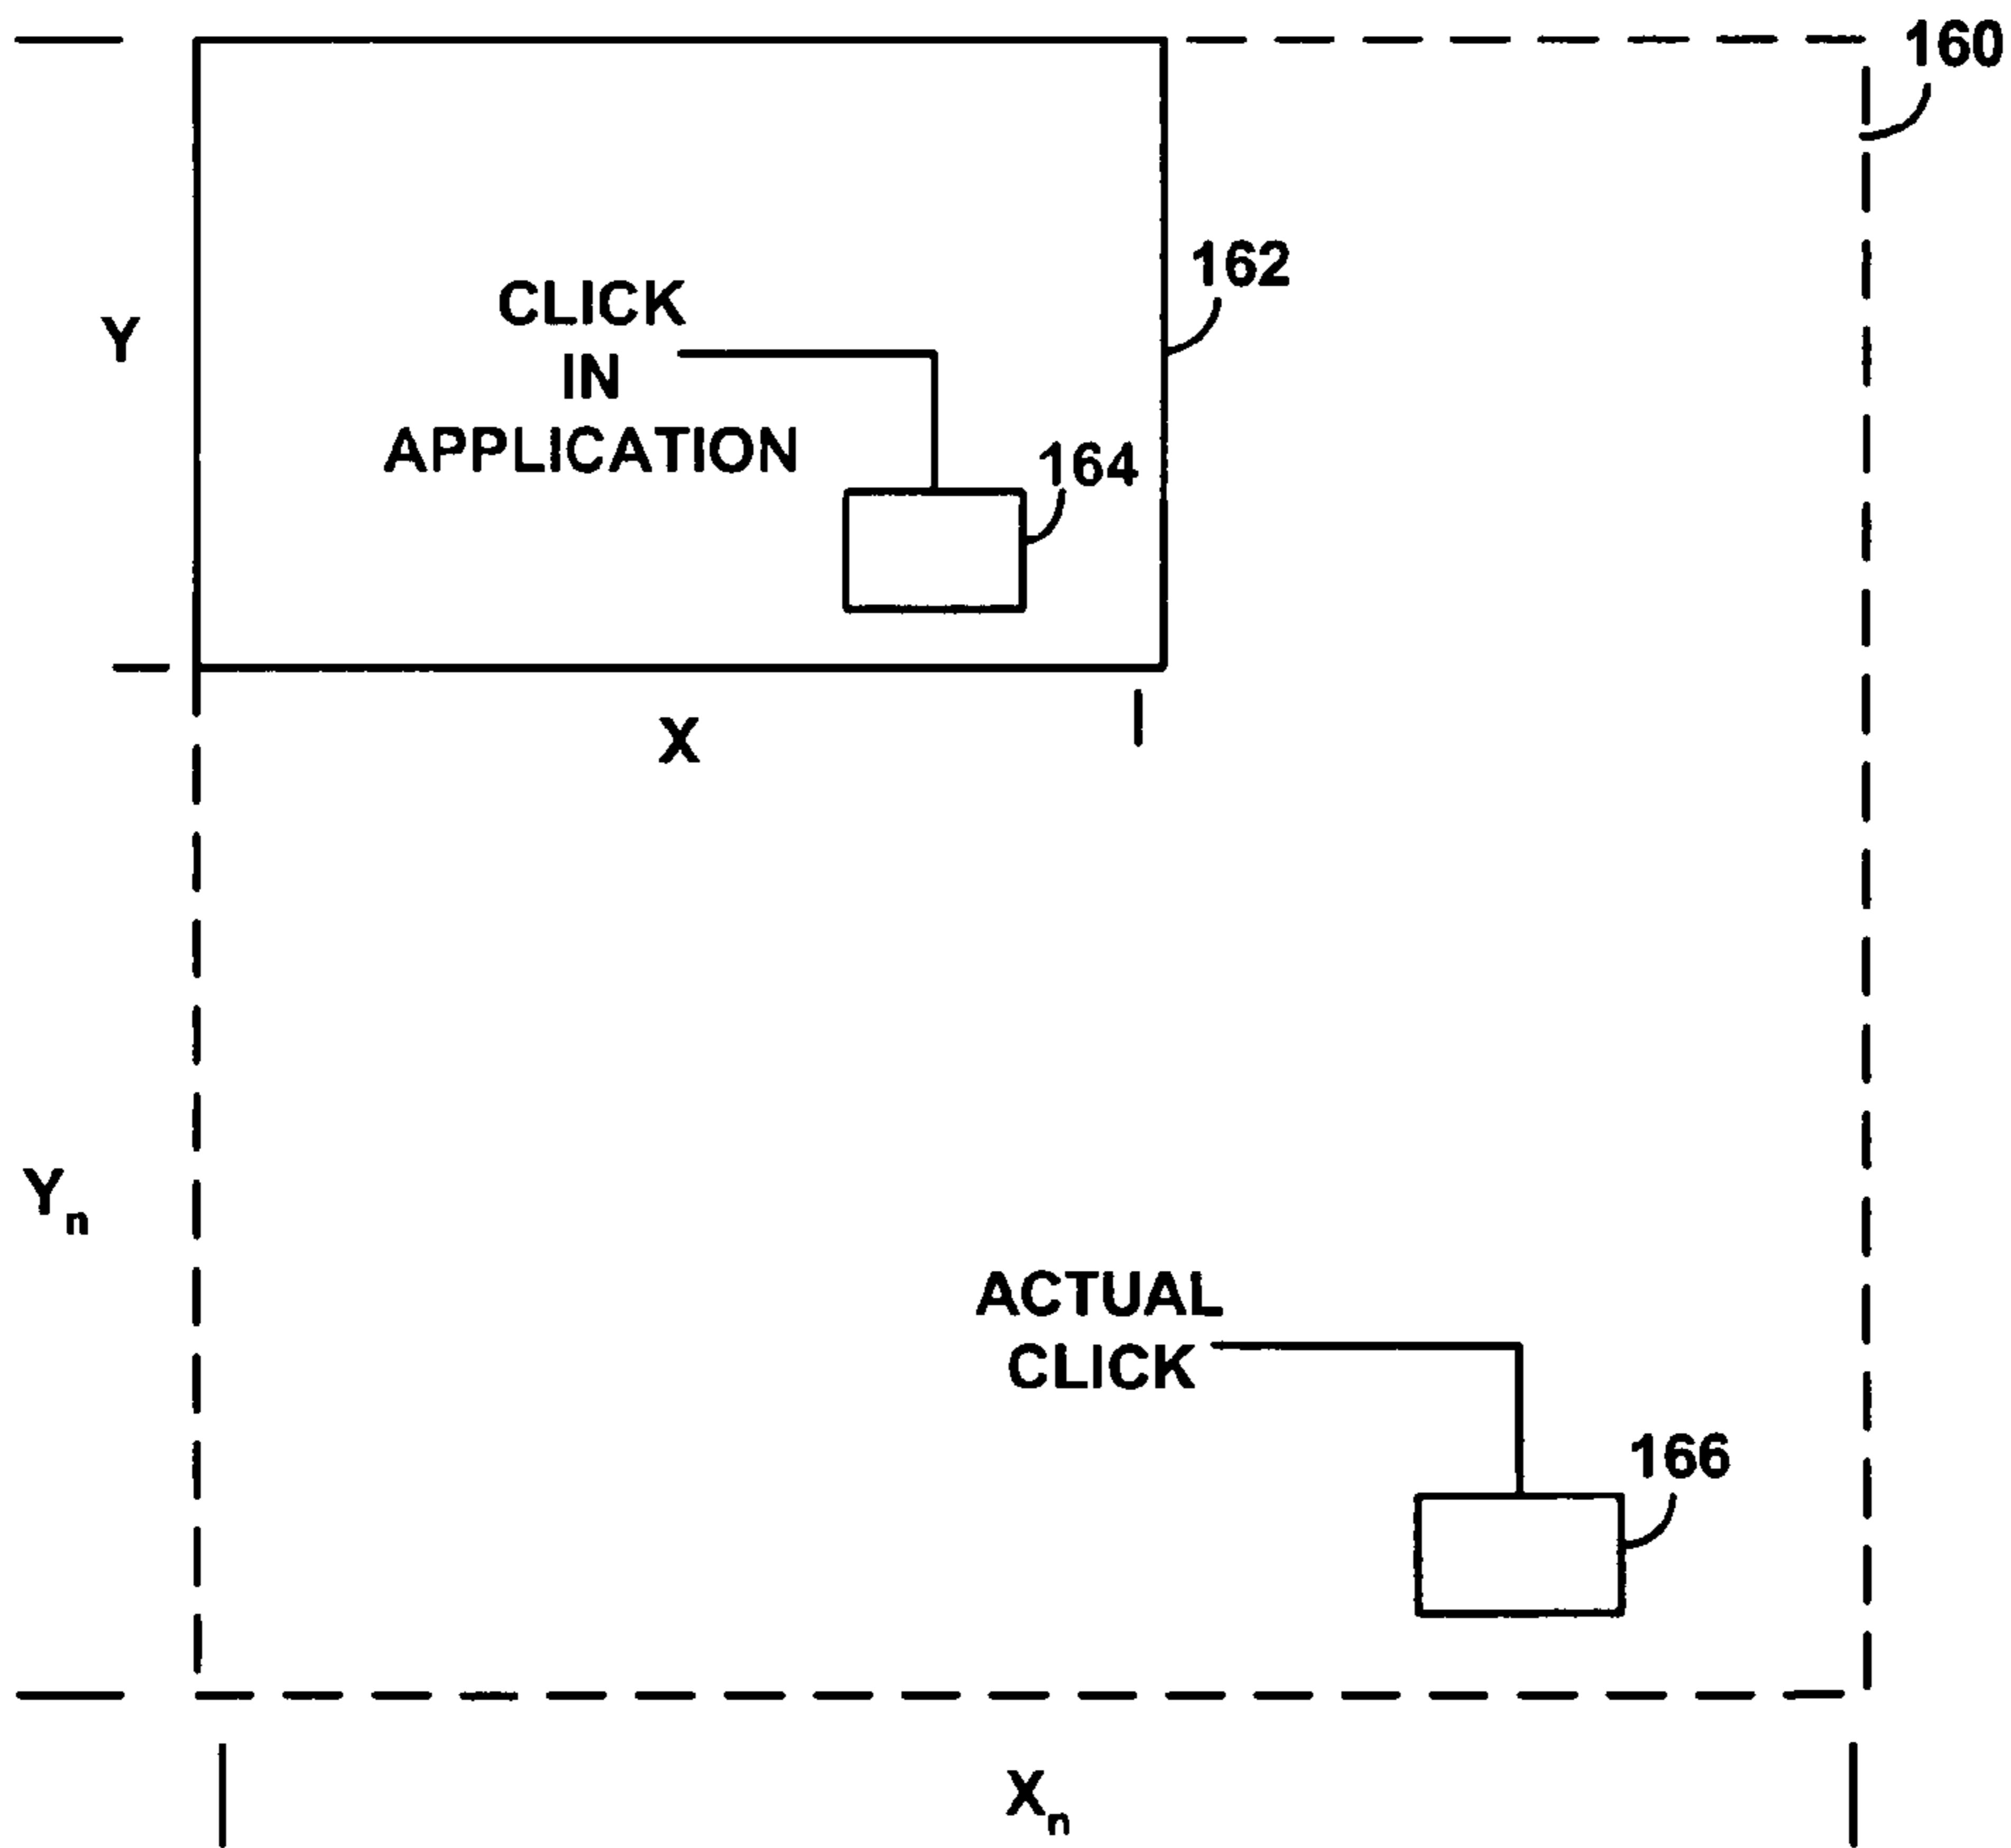 160
162
CLICK
IN
APPLICATION
Y
164
X
Yn
ACTUAL
CLICK
166
Xn